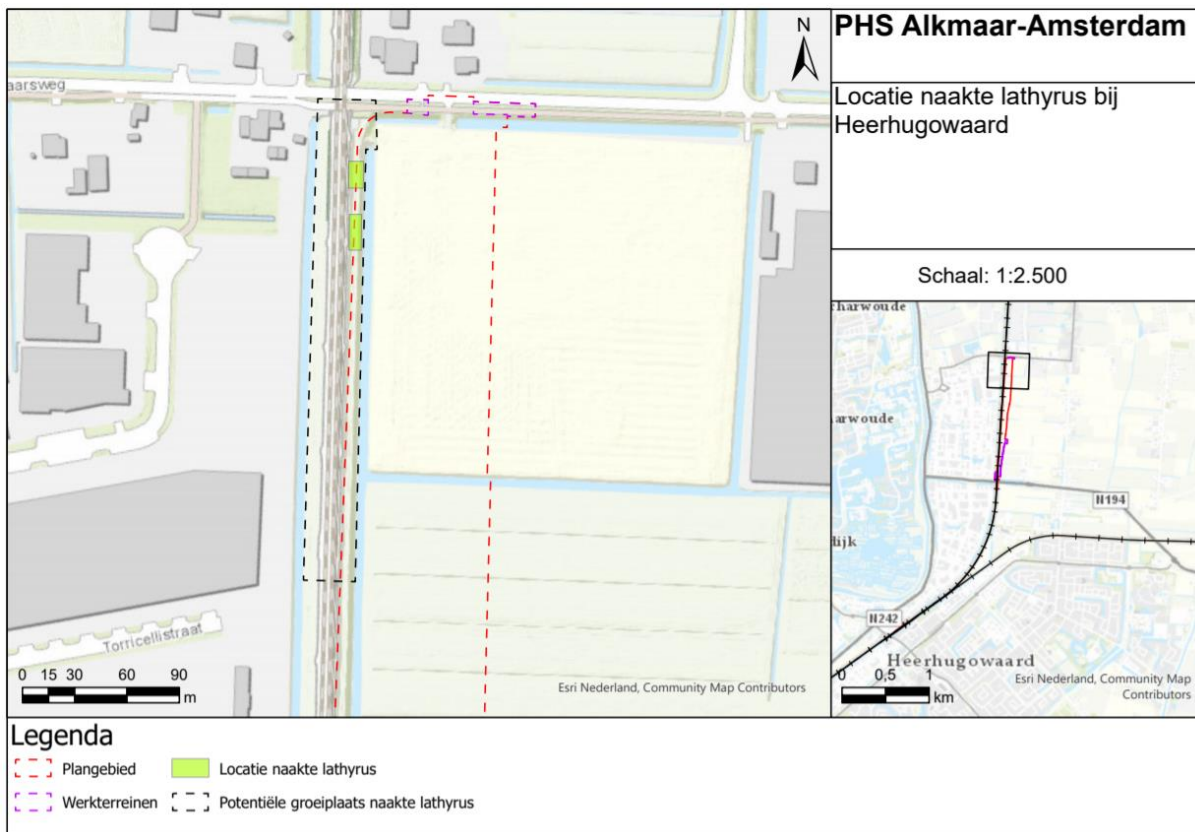 N
PHS Alkmaar-Amsterdam
aarsweg
Locatie naakte lathyrus bij
Heerhugowaard
Schaal: 1:2.500
harwoude
arwoude
N194
dijk
N242
Heerhugowaard
Torricellistraat
0 15 30 60 90
m
Esri Nederland, Community Map Contributors
0 0,5 1
km
Esri Nederland, Community Map
Contributors
Legenda
Plangebied
Locatie naakte lathyrus
Werkterreinen
Potentiële groeiplaats naakte lathyrus